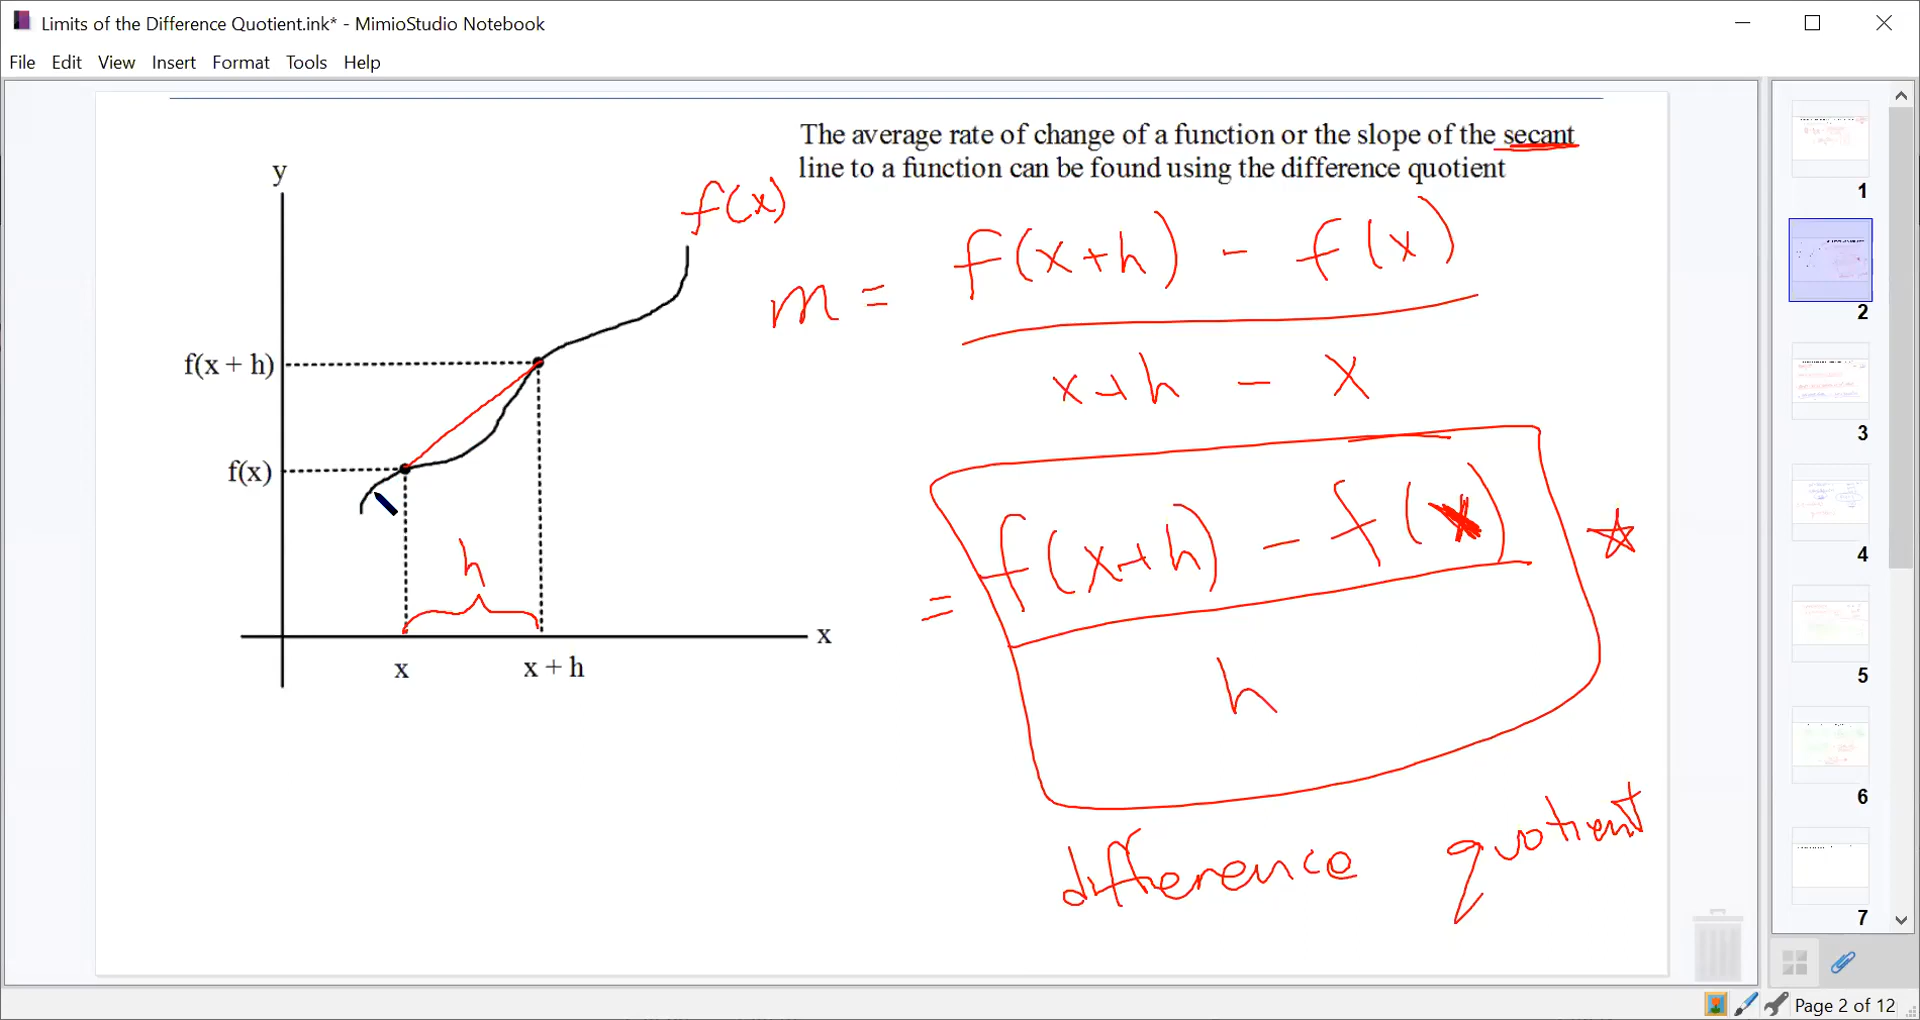 Limits of the Difference Quotient.ink* - MimioStudio Notebook
File Edit View Insert Format Tools Help
The average rate of change of a function or the slope of the secant
line to a function can be found using the difference quotient
y
f(x)
f(x + h)
f(x)
h
x
x
x + h
m = f(x+h) - f(x)
x+h - x
= f(x+h) - f(x)
h
difference quotient
1
2
3
4
5
6
7
Page 2 of 12